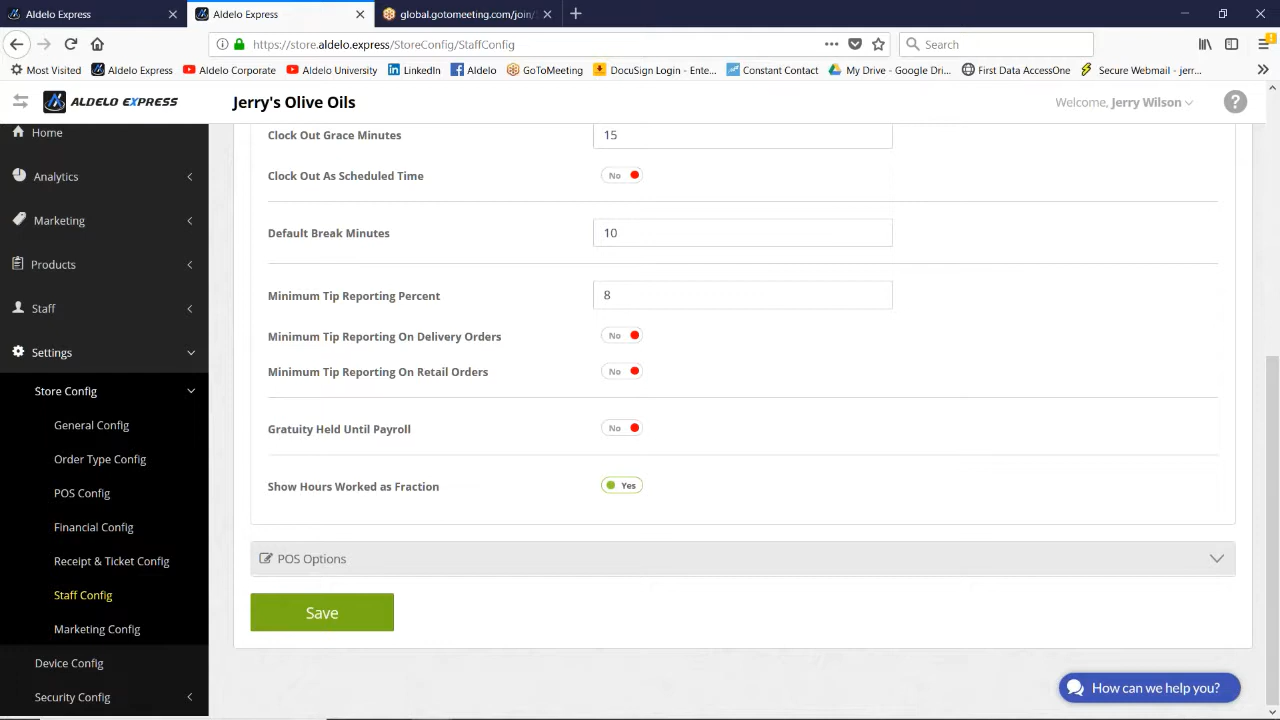 Aldelo Express
Aldelo Express
global.gotomeeting.com/join/
https://store.aldelo.express/StoreConfig/StaffConfig
Search
Most Visited
Aldelo Express
Aldelo Corporate
Aldelo University
LinkedIn
Aldelo
GoToMeeting
DocuSign Login - Ente...
Constant Contact
My Drive - Google Dri...
First Data AccessOne
Secure Webmail - jerr...
ALDELO EXPRESS
Jerry's Olive Oils
Welcome, Jerry Wilson
Home
Analytics
Marketing
Products
Staff
Settings
Store Config
General Config
Order Type Config
POS Config
Financial Config
Receipt & Ticket Config
Staff Config
Marketing Config
Device Config
Security Config
Clock Out Grace Minutes 15
Clock Out As Scheduled Time No
Default Break Minutes 10
Minimum Tip Reporting Percent 8
Minimum Tip Reporting On Delivery Orders No
Minimum Tip Reporting On Retail Orders No
Gratuity Held Until Payroll No
Show Hours Worked as Fraction Yes
POS Options
Save
How can we help you?